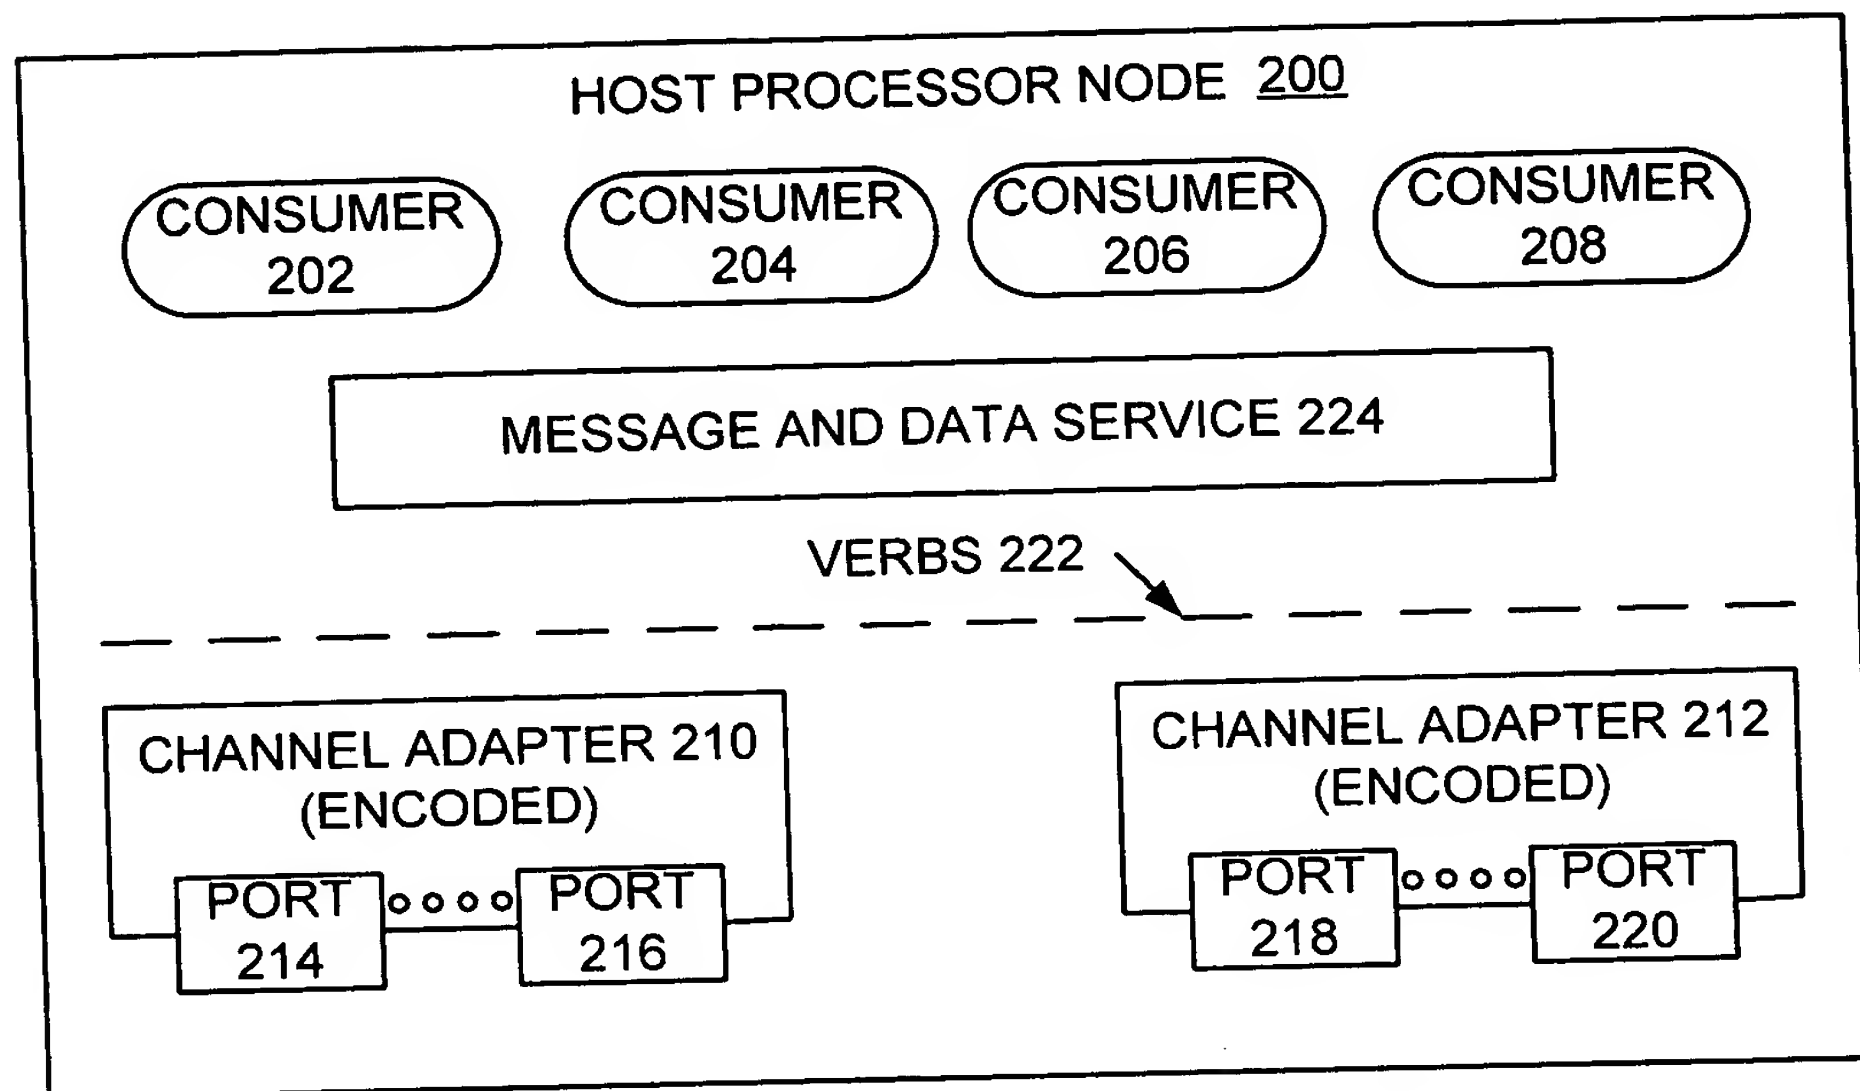 HOST PROCESSOR NODE 200
CONSUMER
202
CONSUMER
204
CONSUMER
206
CONSUMER
208
MESSAGE AND DATA SERVICE 224
VERBS 222
CHANNEL ADAPTER 210
(ENCODED)
PORT
214
PORT
216
CHANNEL ADAPTER 212
(ENCODED)
PORT
218
PORT
220